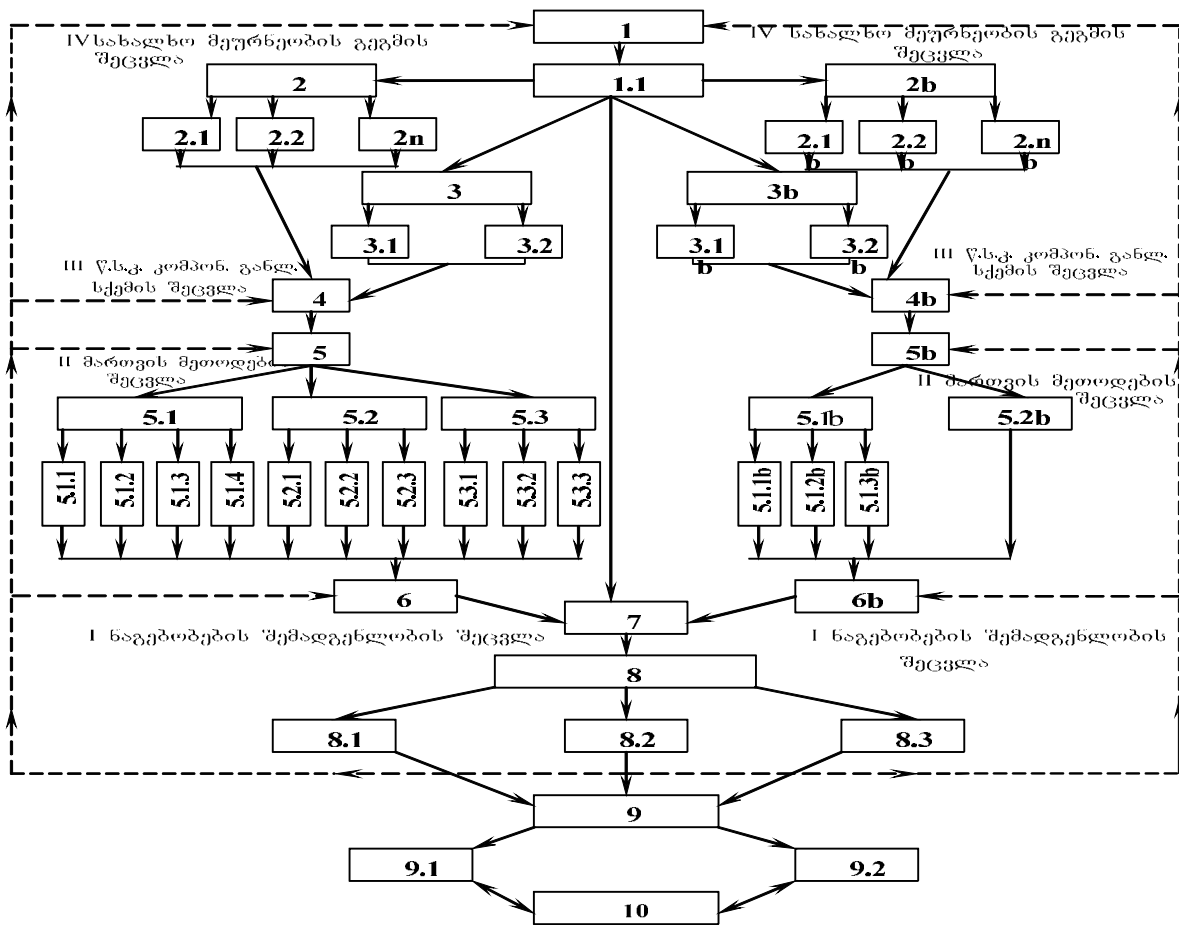 1
IV სახალხო მეურნეობის გეგმის
შეცვლა
IV სახალხო მეურნეობის გეგმის
შეცვლა
2
1.1
2b
2.1
2.2
2n
2.1
b
2.2
b
2.n
b
3
3b
3.1
3.2
3.1
b
3.2
b
III წ.ს.კ. კომპონ. განლ.
სქემის შეცვლა
III წ.ს.კ. კომპონ. განლ.
სქემის შეცვლა
4
4b
5
5b
II მართვის მეთოდების
შეცვლა
II მართვის მეთოდების
შეცვლა
5.1
5.2
5.3
5.1b
5.2b
5.1.1
5.1.2
5.1.3
5.1.4
5.2.1
5.2.2
5.2.3
5.3.1
5.3.2
5.3.3
5.1.1b
5.1.2b
5.1.3b
6
6b
7
I ნაგებობების შემადგენლობის შეცვლა
I ნაგებობების შემადგენლობის
შეცვლა
8
8.1
8.2
8.3
9
9.1
9.2
10